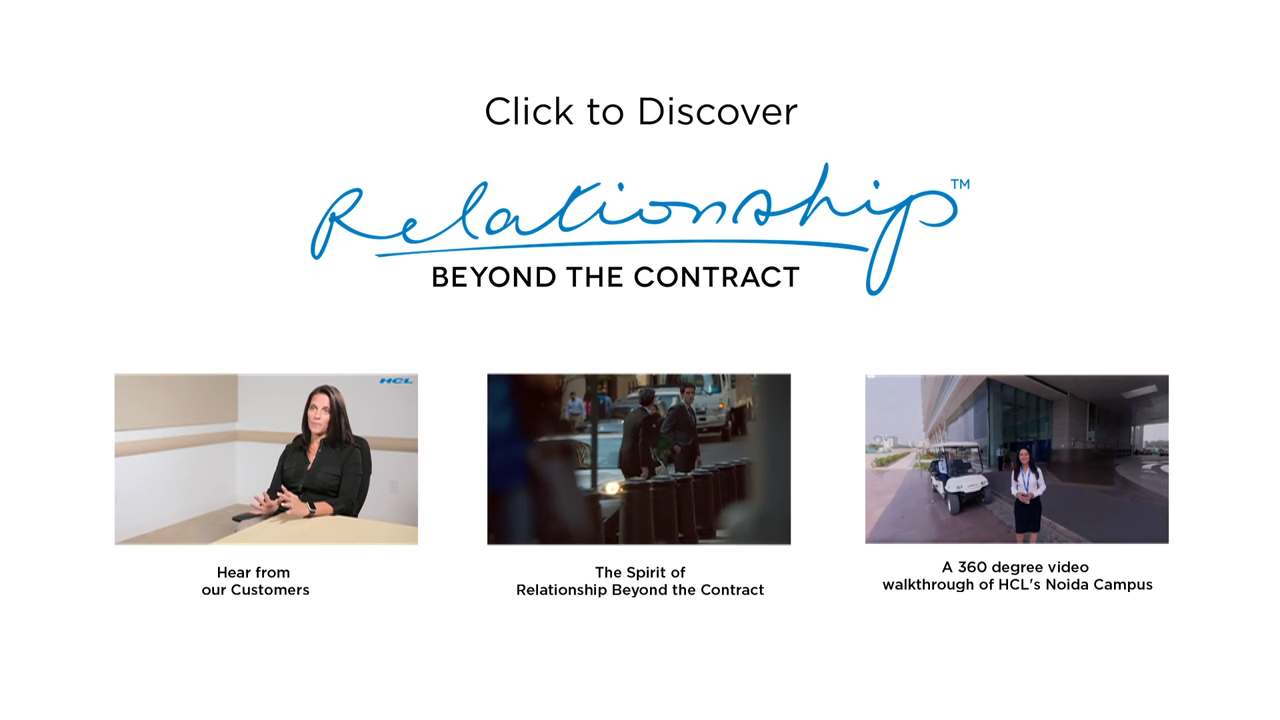 Click to Discover
Relationship™
BEYOND THE CONTRACT
HCL
Hear from
our Customers
The Spirit of
Relationship Beyond the Contract
A 360 degree video
walkthrough of HCL's Noida Campus